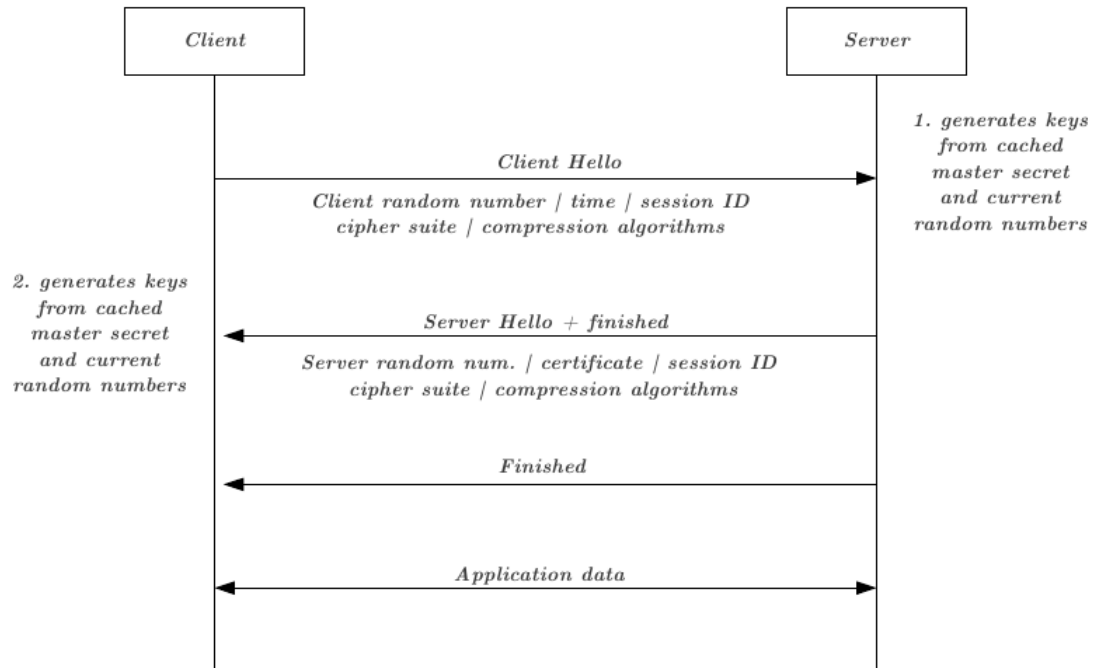 Client
Server
1. generates keys
from cached
master secret
and current
random numbers
Client Hello
Client random number | time | session ID
cipher suite | compression algorithms
2. generates keys
from cached
master secret
and current
random numbers
Server Hello + finished
Server random num. | certificate | session ID
cipher suite | compression algorithms
Finished
Application data